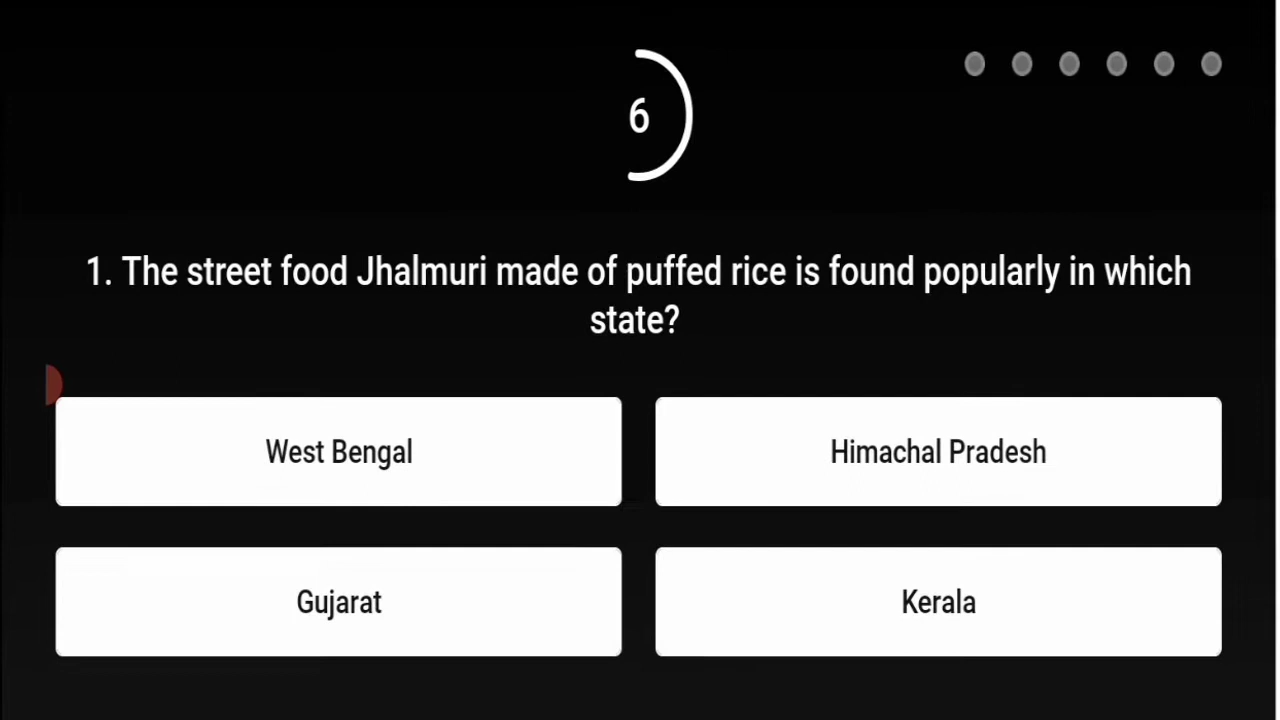 6
1. The street food Jhalmuri made of puffed rice is found popularly in which
state?
West Bengal
Himachal Pradesh
Gujarat
Kerala